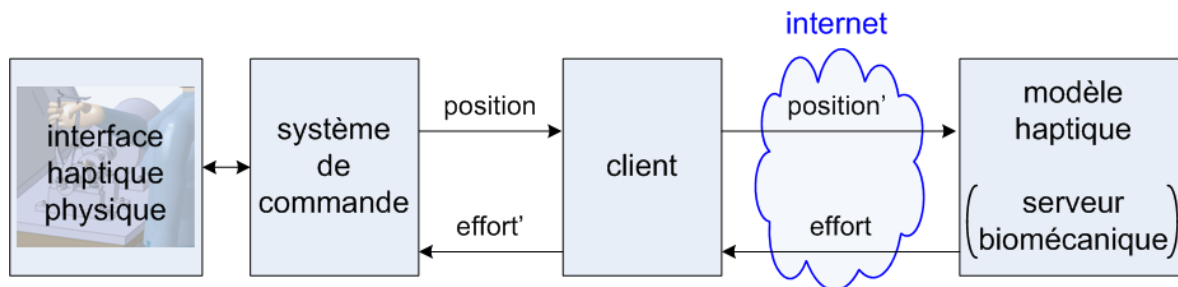 internet
interface
haptique
physique
système
de
commande
position
effort’
client
position’
effort
modèle
haptique
(serveur
biomécanique)